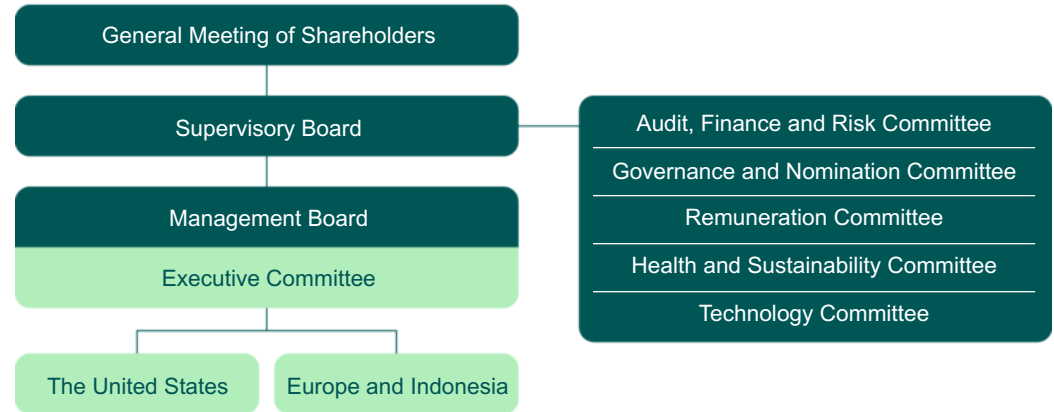 General Meeting of Shareholders
Supervisory Board
Management Board
Executive Committee
The United States
Europe and Indonesia
Audit, Finance and Risk Committee
Governance and Nomination Committee
Remuneration Committee
Health and Sustainability Committee
Technology Committee